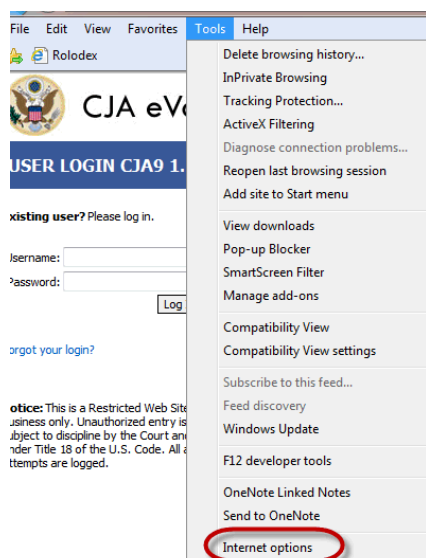 File Edit View Favorites Tools Help
Rolodex
CJA eVo
USER LOGIN CJA9 1.
xisting user? Please log in.
Username:
Password:
Log
orgot your login?
otice: This is a Restricted Web Site
usiness only. Unauthorized entry is
ubject to discipline by the Court and
nder Title 18 of the U.S. Code. All a
ttempts are logged.
Delete browsing history...
InPrivate Browsing
Tracking Protection...
ActiveX Filtering
Diagnose connection problems...
Reopen last browsing session
Add site to Start menu
View downloads
Pop-up Blocker
SmartScreen Filter
Manage add-ons
Compatibility View
Compatibility View settings
Subscribe to this feed...
Feed discovery
Windows Update
F12 developer tools
OneNote Linked Notes
Send to OneNote
Internet options